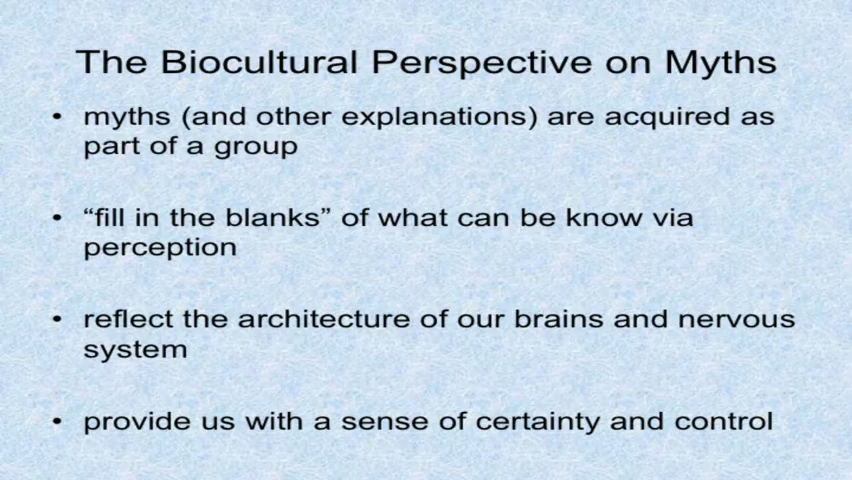 The Biocultural Perspective on Myths
• myths (and other explanations) are acquired as
part of a group
• “fill in the blanks” of what can be know via
perception
• reflect the architecture of our brains and nervous
system
• provide us with a sense of certainty and control